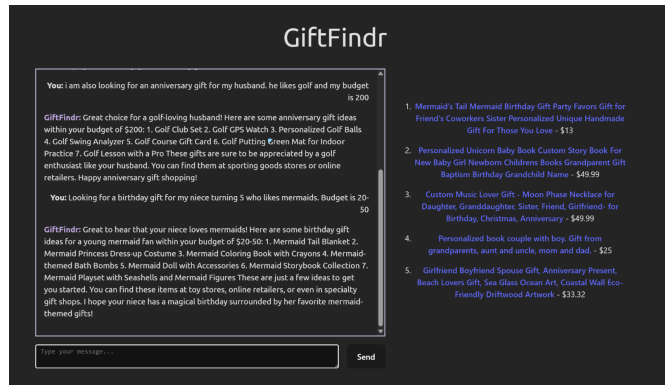 GiftFindr
You: i am also looking for an anniversary gift for my husband. he likes golf and my budget
is 200
GiftFindr: Great choice for a golf-loving husband! Here are some anniversary gift ideas
within your budget of $200: 1. Golf Club Set 2. Golf GPS Watch 3. Personalized Golf Balls
4. Golf Swing Analyzer 5. Golf Course Gift Card 6. Golf Putting Green Mat for Indoor
Practice 7. Golf Lesson with a Pro These gifts are sure to be appreciated by a golf
enthusiast like your husband. You can find them at sporting goods stores or online
retailers. Happy anniversary gift shopping!
You: Looking for a birthday gift for my niece turning 5 who likes mermaids. Budget is 20-
50
GiftFindr: Great to hear that your niece loves mermaids! Here are some birthday gift
ideas for a young mermaid fan within your budget of $20-50: 1. Mermaid Tail Blanket 2.
Mermaid Princess Dress-up Costume 3. Mermaid Coloring Book with Crayons 4. Mermaid-
themed Bath Bombs 5. Mermaid Doll with Accessories 6. Mermaid Storybook Collection 7.
Mermaid Playset with Seashells and Mermaid Figures These are just a few ideas to get
you started. You can find these items at toy stores, online retailers, or even in specialty
gift shops. I hope your niece has a magical birthday surrounded by her favorite mermaid-
themed gifts!
Type your message...
Send
1. Mermaid's Tail Mermaid Birthday Gift Party Favors Gift for
Friend's Coworkers Sister Personalized Unique Handmade
Gift For Those You Love - $13
2. Personalized Unicorn Baby Book Custom Story Book For
New Baby Girl Newborn Childrens Books Grandparent Gift
Baptism Birthday Grandchild Name - $49.99
3. Custom Music Lover Gift - Moon Phase Necklace for
Daughter, Granddaughter, Sister, Friend, Girlfriend- for
Birthday, Christmas, Anniversary - $49.99
4. Personalized book couple with boy. Gift from
grandparents, aunt and uncle, mom and dad. - $25
5. Girlfriend Boyfriend Spouse Gift, Anniversary Present,
Beach Lovers Gift, Sea Glass Ocean Art, Coastal Wall Eco-
Friendly Driftwood Artwork - $33.32